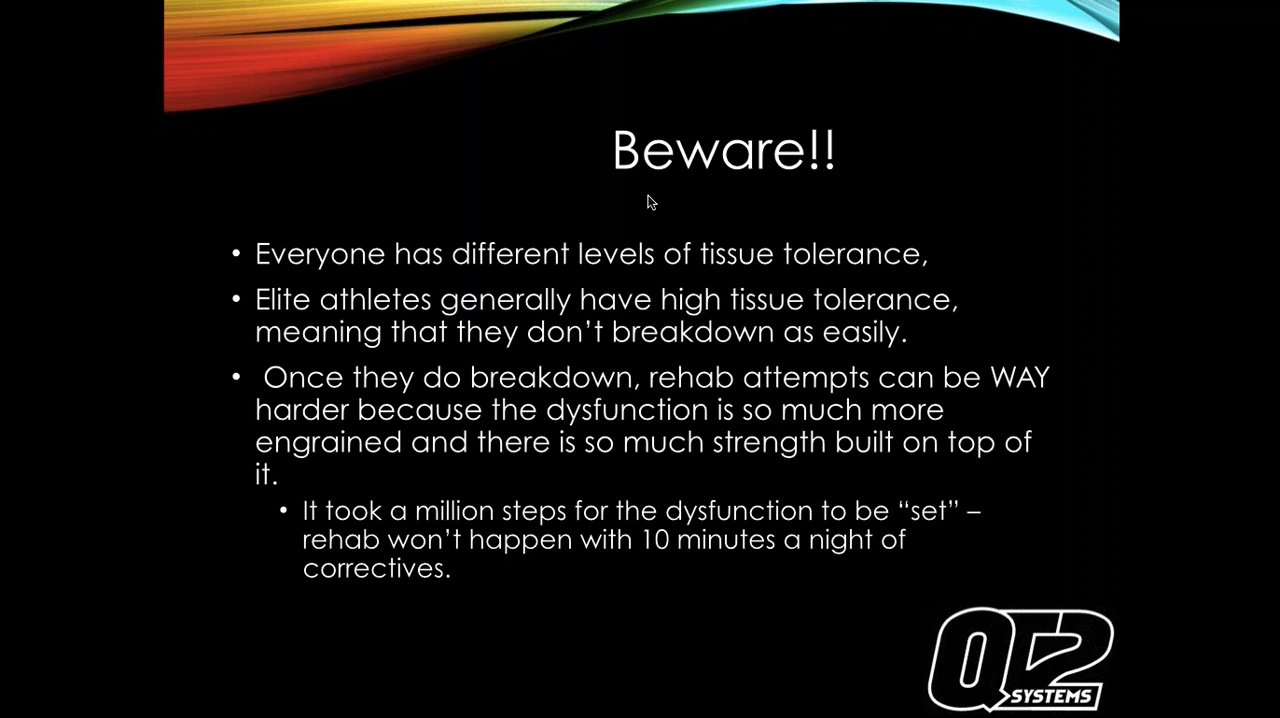 Beware!!
• Everyone has different levels of tissue tolerance,
• Elite athletes generally have high tissue tolerance,
meaning that they don’t breakdown as easily.
• Once they do breakdown, rehab attempts can be WAY
harder because the dysfunction is so much more
engrained and there is so much strength built on top of
it.
• It took a million steps for the dysfunction to be “set” –
rehab won’t happen with 10 minutes a night of
correctives.
QT2
SYSTEMS